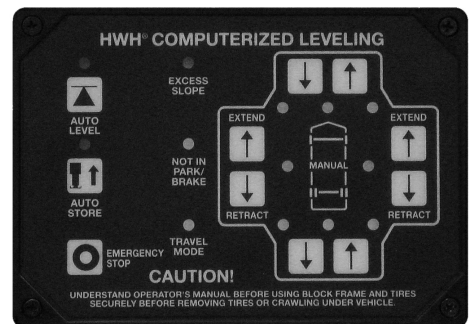 HWH® COMPUTERIZED LEVELING
EXCESS
SLOPE
AUTO
LEVEL
EXTEND
EXTEND
NOT IN
PARK/
BRAKE
MANUAL
AUTO
STORE
RETRACT
RETRACT
TRAVEL
MODE
EMERGENCY
STOP
CAUTION!
UNDERSTAND OPERATOR'S MANUAL BEFORE USING BLOCK FRAME AND TIRES
SECURELY BEFORE REMOVING TIRES OR CRAWLING UNDER VEHICLE.